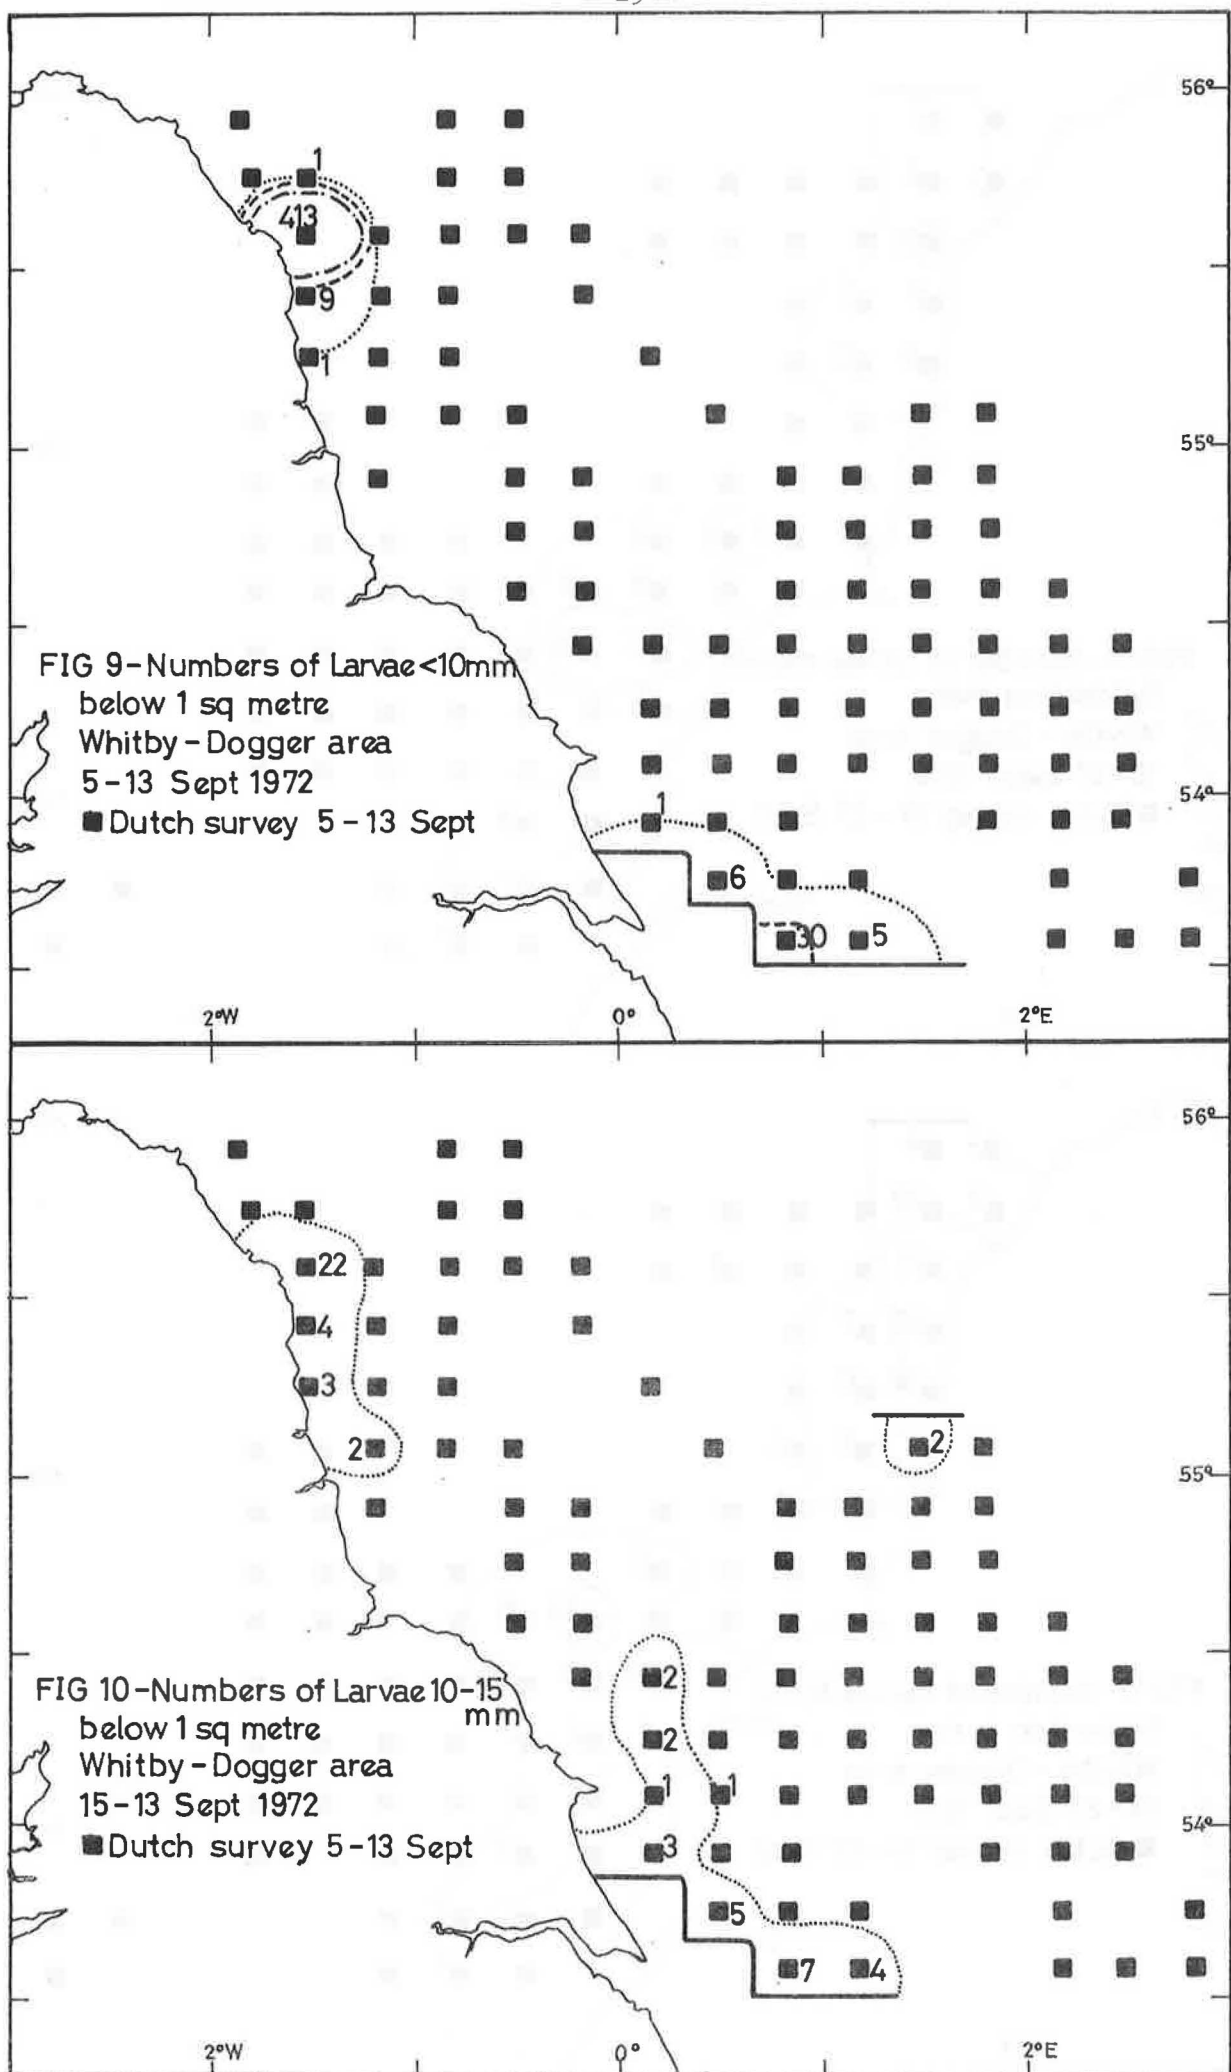 56°
1
413
9
1
55°
FIG 9-Numbers of Larvae<10mm
below 1 sq metre
Whitby-Dogger area
5-13 Sept 1972
Dutch survey 5-13 Sept
54°
1
6
30 5
2°W 0° 2°E
56°
22
4
3
2 2
55°
2
FIG 10-Numbers of Larvae 10-15
mm
below 1 sq metre
2
Whitby-Dogger area
1 1
15-13 Sept 1972
Dutch survey 5-13 Sept
54°
3
5
7 4
2°W 0° 2°E